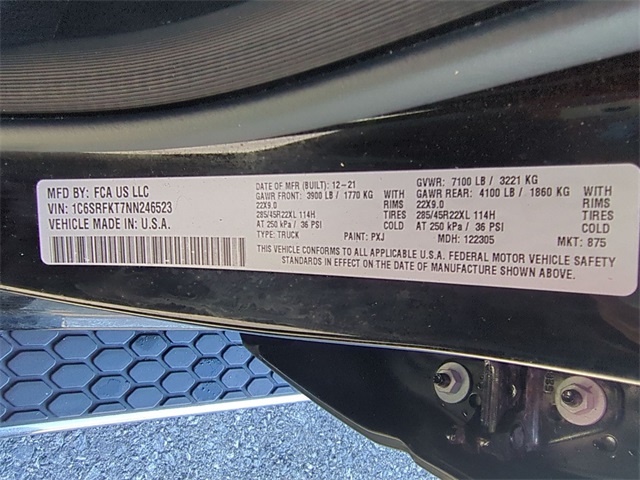 MFD BY: FCA US LLC
VIN: 1C6SRFKT7NN246523
VEHICLE MADE IN: U.S.A.
DATE OF MFR (BUILT): 12-21
GAWR FRONT: 3900 LB / 1770 KG WITH
22X9.0 RIMS
285/45R22XL 114H COLD
AT 250 kPa / 36 PSI
TYPE: TRUCK PAINT: PXJ
GVWR: 7100 LB / 3221 KG
GAWR REAR: 4100 LB / 1860 KG WITH
22X9.0 RIMS
285/45R22XL 114H COLD
AT 250 kPa / 36 PSI
MDH: 122305 MKT: 875
THIS VEHICLE CONFORMS TO ALL APPLICABLE U.S.A. FEDERAL MOTOR VEHICLE SAFETY
STANDARDS IN EFFECT ON THE DATE OF MANUFACTURE SHOWN ABOVE.